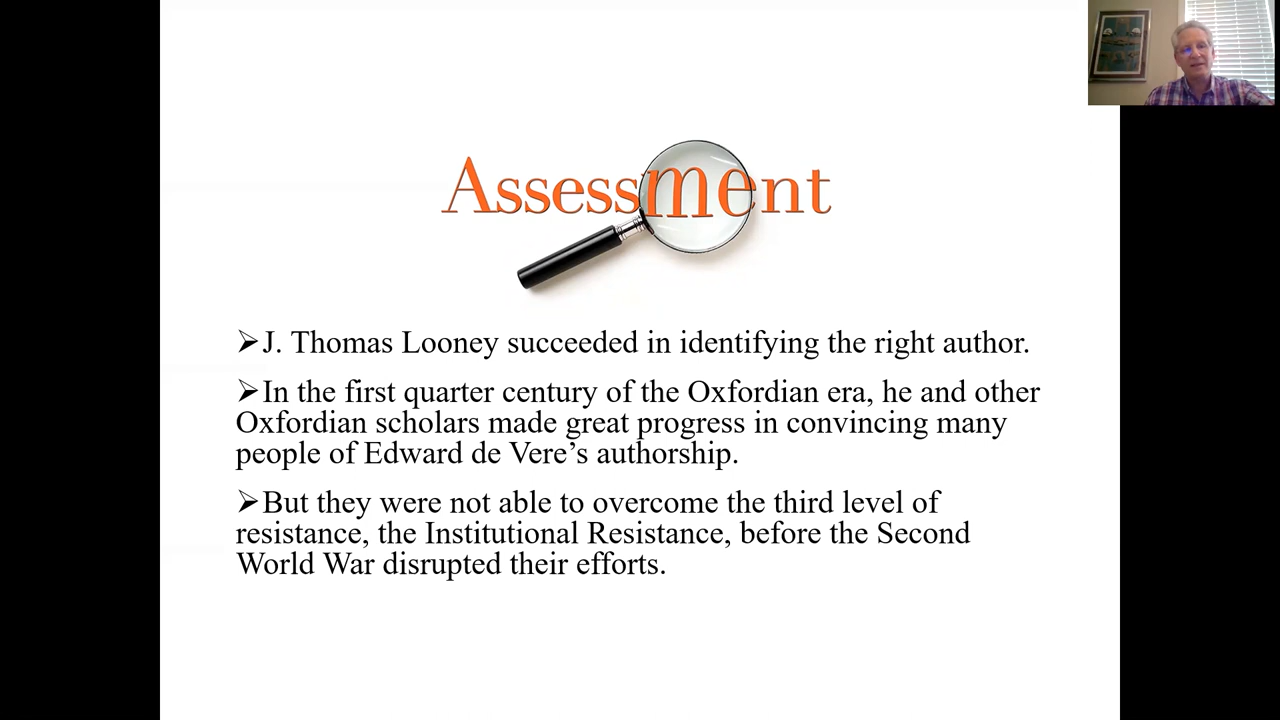 Assessment
➢J. Thomas Looney succeeded in identifying the right author.
➢In the first quarter century of the Oxfordian era, he and other
Oxfordian scholars made great progress in convincing many
people of Edward de Vere’s authorship.
➢But they were not able to overcome the third level of
resistance, the Institutional Resistance, before the Second
World War disrupted their efforts.